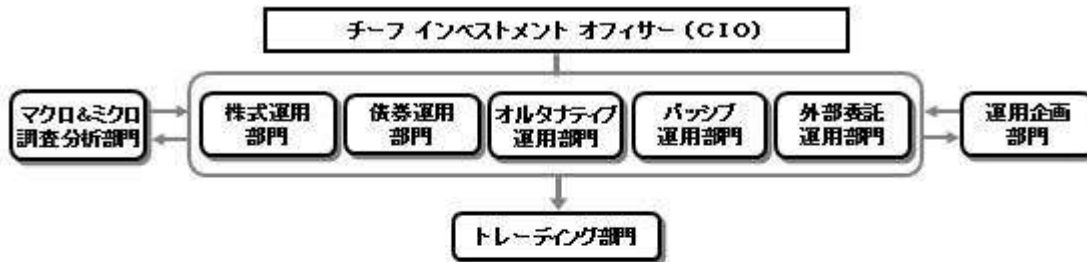 チーフ インベストメント オフィサー (CIO)
マクロ&ミクロ
調査分析部門
株式運用
部門
債券運用
部門
オルタナティブ
運用部門
パッシブ
運用部門
外部委託
運用部門
運用企画
部門
トレーディング部門